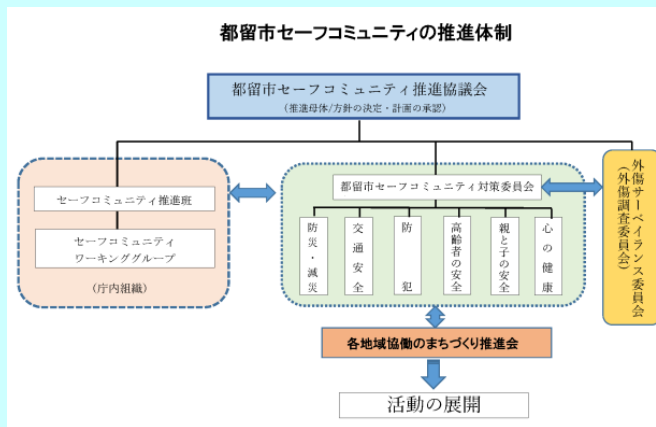 都留市セーフコミュニティの推進体制
都留市セーフコミュニティ推進協議会
(推進母体/方針の決定・計画の承認)
セーフコミュニティ推進班
セーフコミュニティ
ワーキンググループ
(庁内組織)
都留市セーフコミュニティ対策委員会
防災・減災
交通安全
防犯
高齢者の安全
親と子の安全
心の健康
外傷サーベイランス委員会
(外傷調査委員会)
各地域協働のまちづくり推進会
活動の展開